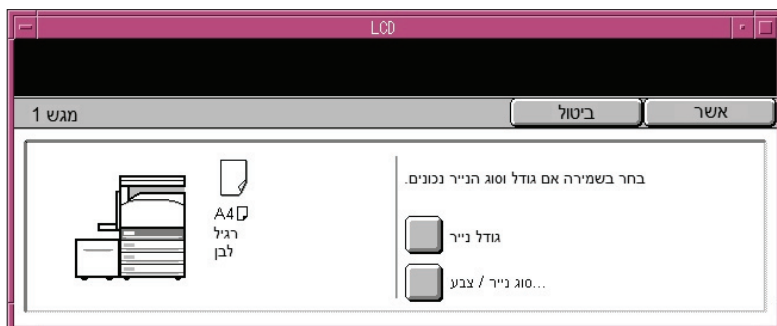 LCD
מגש 1
ביטול
אשר
בחר בשמירה אם גודל וסוג הנייר נכונים.
A4
רגיל
לבן
גודל נייר
סוג נייר / צבע...